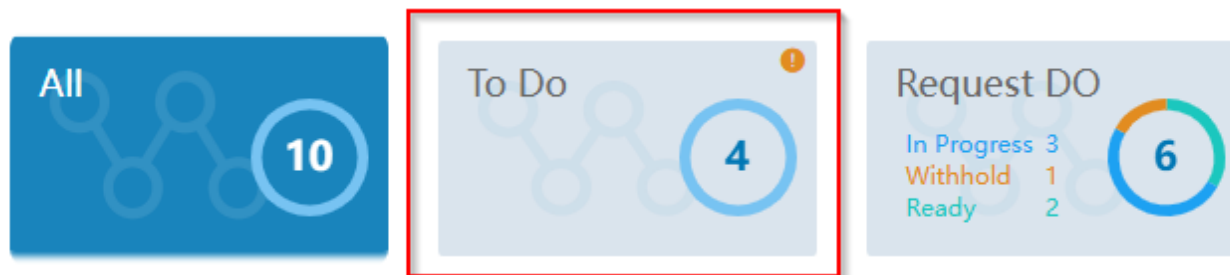 All
10
To Do
!
4
Request DO
In Progress 3
Withhold 1
Ready 2
6